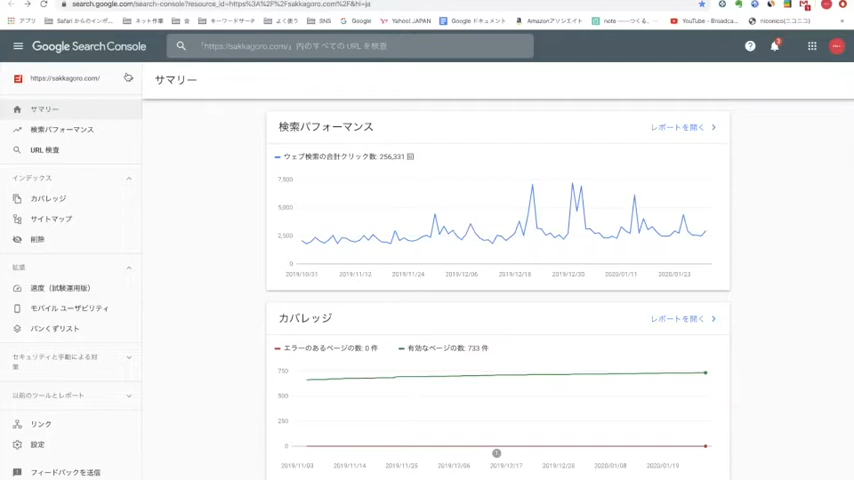 search.google.com/search-console?resource_id=https%3A%2F%2Fsakkagoro.com%2F&hl=ja
アプリ Safari からのインポ... ネット作業 舎 キーワードサーチ よく使う SNS Google Yahoo! JAPAN Google ドキュメント Amazonアソシエイト note ——つくる、... YouTube - Broadca... niconico(ニコニコ)
Google Search Console
「https://sakkagoro.com/」内のすべての URL を検査
https://sakkagoro.com/
サマリー
サマリー
検索パフォーマンス
URL 検査
インデックス
カバレッジ
サイトマップ
削除
拡張
速度（試験運用版）
モバイル ユーザビリティ
パンくずリスト
セキュリティと手動による対策
以前のツールとレポート
リンク
設定
フィードバックを送信
検索パフォーマンス
レポートを開く
ウェブ検索の合計クリック数: 256,331 回
7,500
5,000
2,500
0
2019/10/31 2019/11/12 2019/11/24 2019/12/06 2019/12/18 2019/12/30 2020/01/11 2020/01/23
カバレッジ
レポートを開く
エラーのあるページの数: 0 件 有効なページの数: 733 件
750
500
250
0
1
2019/11/03 2019/11/14 2019/11/25 2019/12/06 2019/12/17 2019/12/28 2020/01/08 2020/01/19